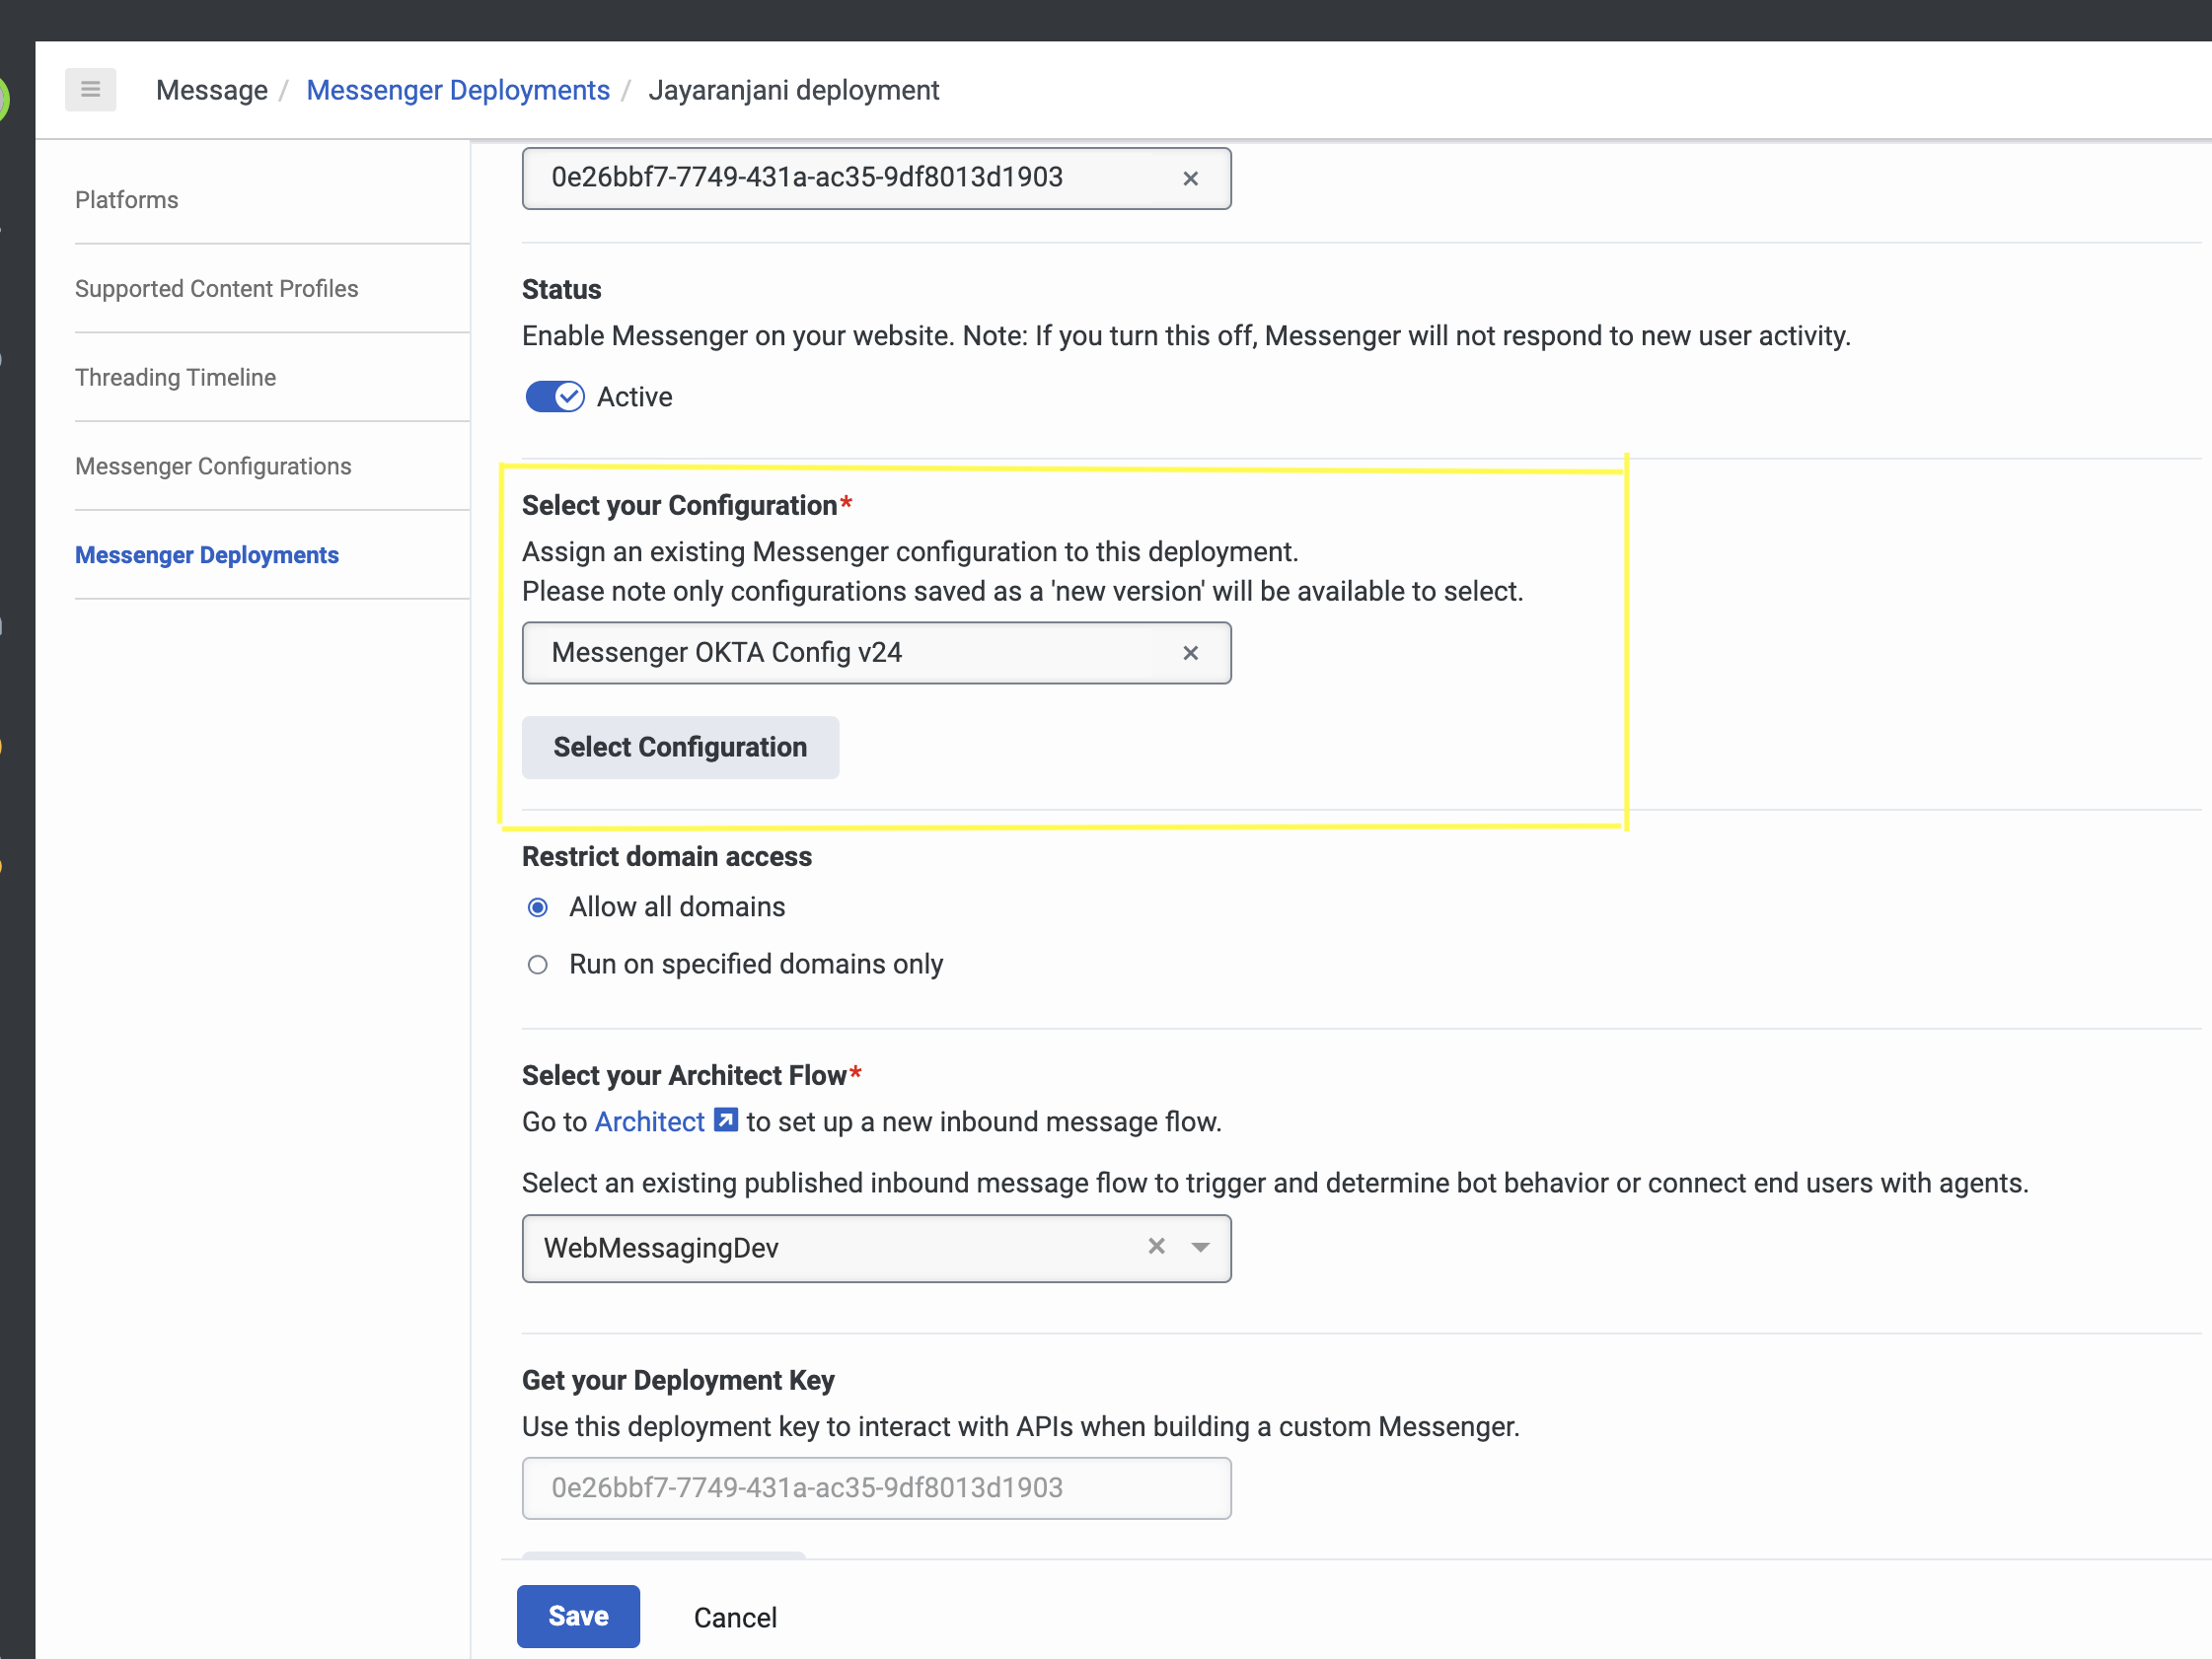 Message / Messenger Deployments / Jayaranjani deployment
Platforms
Supported Content Profiles
Threading Timeline
Messenger Configurations
Messenger Deployments
0e26bbf7-7749-431a-ac35-9df8013d1903
Status
Enable Messenger on your website. Note: If you turn this off, Messenger will not respond to new user activity.
Active
Select your Configuration*
Assign an existing Messenger configuration to this deployment.
Please note only configurations saved as a 'new version' will be available to select.
Messenger OKTA Config v24
Select Configuration
Restrict domain access
Allow all domains
Run on specified domains only
Select your Architect Flow*
Go to Architect to set up a new inbound message flow.
Select an existing published inbound message flow to trigger and determine bot behavior or connect end users with agents.
WebMessagingDev
Get your Deployment Key
Use this deployment key to interact with APIs when building a custom Messenger.
0e26bbf7-7749-431a-ac35-9df8013d1903
Save
Cancel